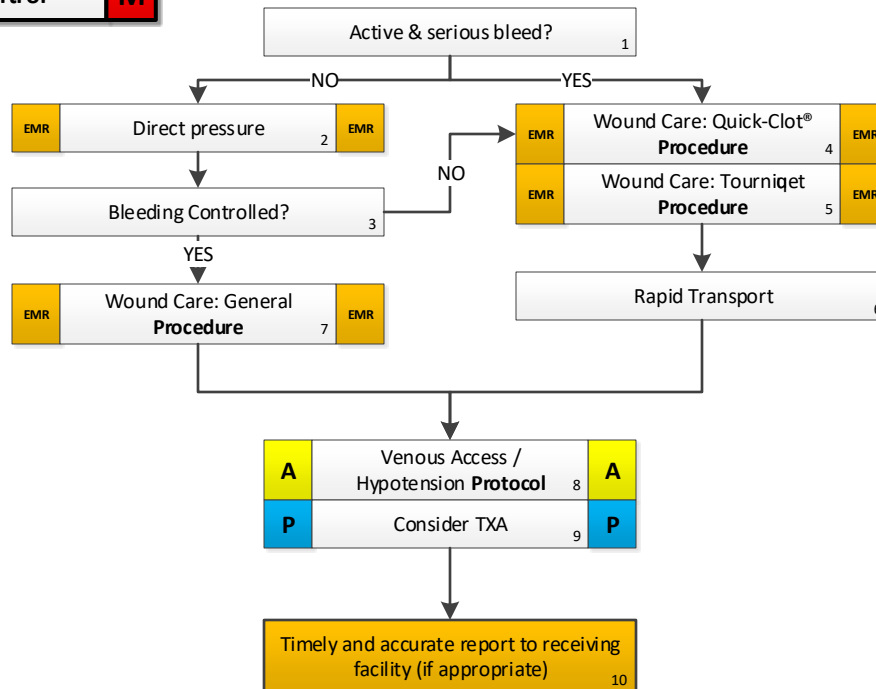 M
Active & serious bleed?
1
NO
YES
EMR
Direct pressure
2
EMR
EMR
Wound Care: Quick-Clot®
Procedure
4
EMR
NO
EMR
Wound Care: Tourniqet
Procedure
5
EMR
Bleeding Controlled?
3
YES
EMR
Wound Care: General
Procedure
7
EMR
Rapid Transport
A
Venous Access /
Hypotension Protocol
8
A
P
Consider TXA
9
P
Timely and accurate report to receiving
facility (if appropriate)
10